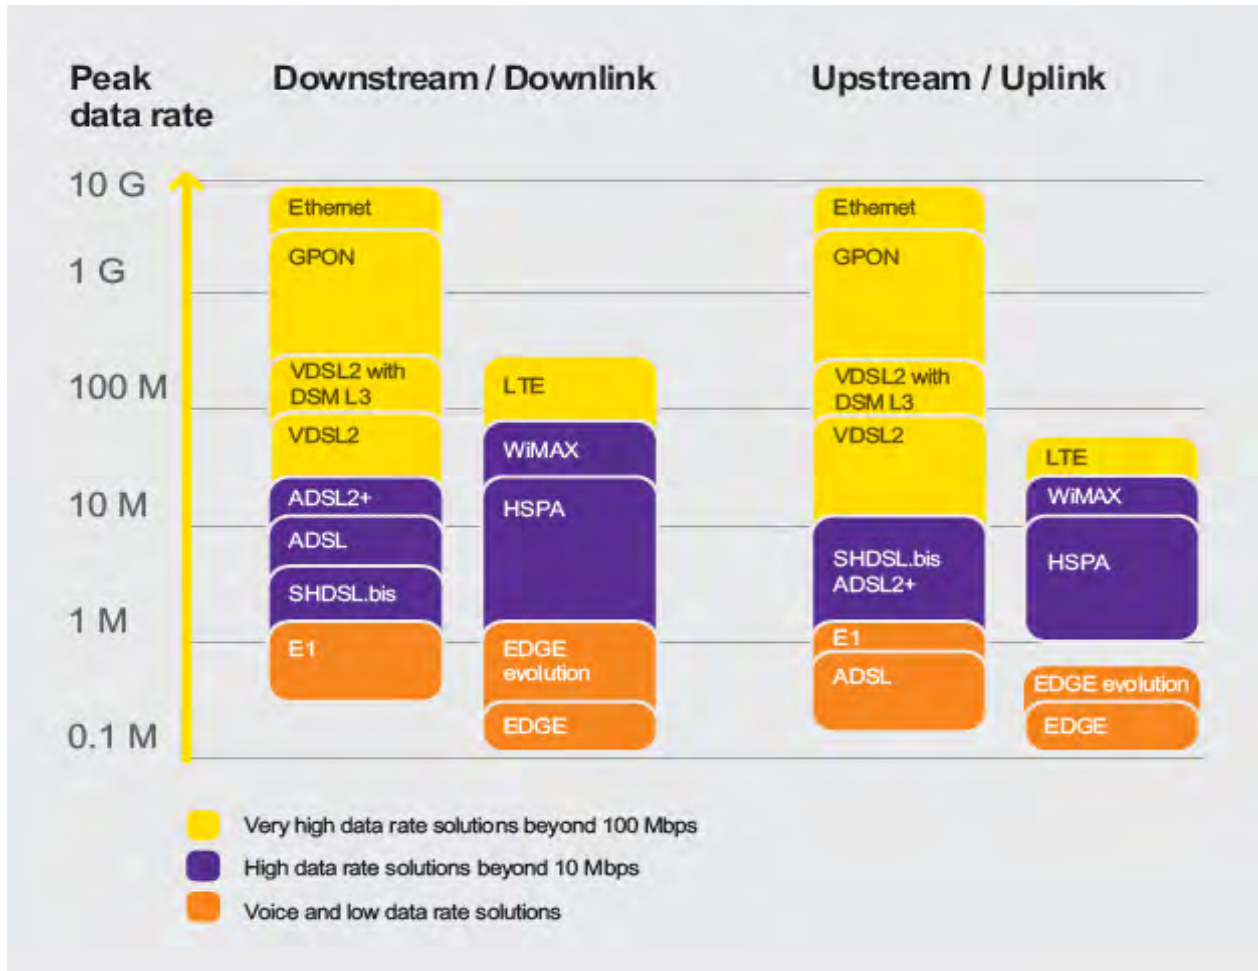 Peak
data rate
Downstream / Downlink
Upstream / Uplink
10 G
1 G
100 M
10 M
1 M
0.1 M
Ethernet
GPON
VDSL2 with
DSM L3
VDSL2
ADSL2+
ADSL
SHDSL.bis
E1
LTE
WiMAX
HSPA
EDGE
evolution
EDGE
Ethernet
GPON
VDSL2 with
DSM L3
VDSL2
SHDSL.bis
ADSL2+
E1
ADSL
LTE
WiMAX
HSPA
EDGE evolution
EDGE
Very high data rate solutions beyond 100 Mbps
High data rate solutions beyond 10 Mbps
Voice and low data rate solutions